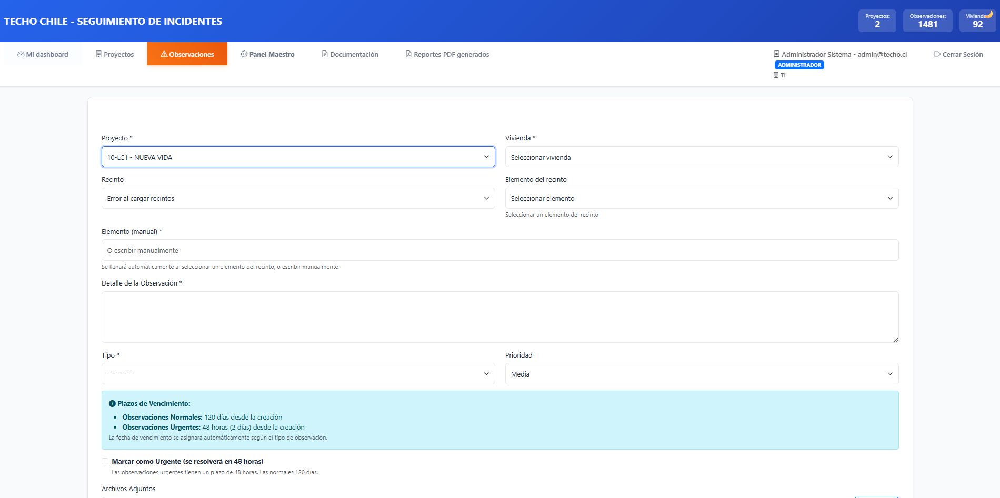 TECHO CHILE - SEGUIMIENTO DE INCIDENTES
Proyectos:
2
Observaciones:
1481
92
Mi dashboard
Proyectos
Observaciones
Panel Maestro
Documentación
Reportes PDF generados
Administrador Sistema - admin@techo.cl
ADMINISTRADOR
TI
Cerrar Sesión
Proyecto *
Vivienda *
10-LC1 - NUEVA VIDA
Seleccionar vivienda
Recinto
Elemento del recinto
Error al cargar recintos
Seleccionar elemento
Seleccionar un elemento del recinto
Elemento (manual) *
O escribir manualmente
Se llenará automáticamente al seleccionar un elemento del recinto, o escribir manualmente
Detalle de la Observación *
Tipo *
Prioridad
---------
Media
Plazos de Vencimiento:
• Observaciones Normales: 120 días desde la creación
• Observaciones Urgentes: 48 horas (2 días) desde la creación
La fecha de vencimiento se asignará automáticamente según el tipo de observación.
Marcar como Urgente (se resolverá en 48 horas)
Las observaciones urgentes tienen un plazo de 48 horas. Las normales 120 días.
Archivos Adjuntos